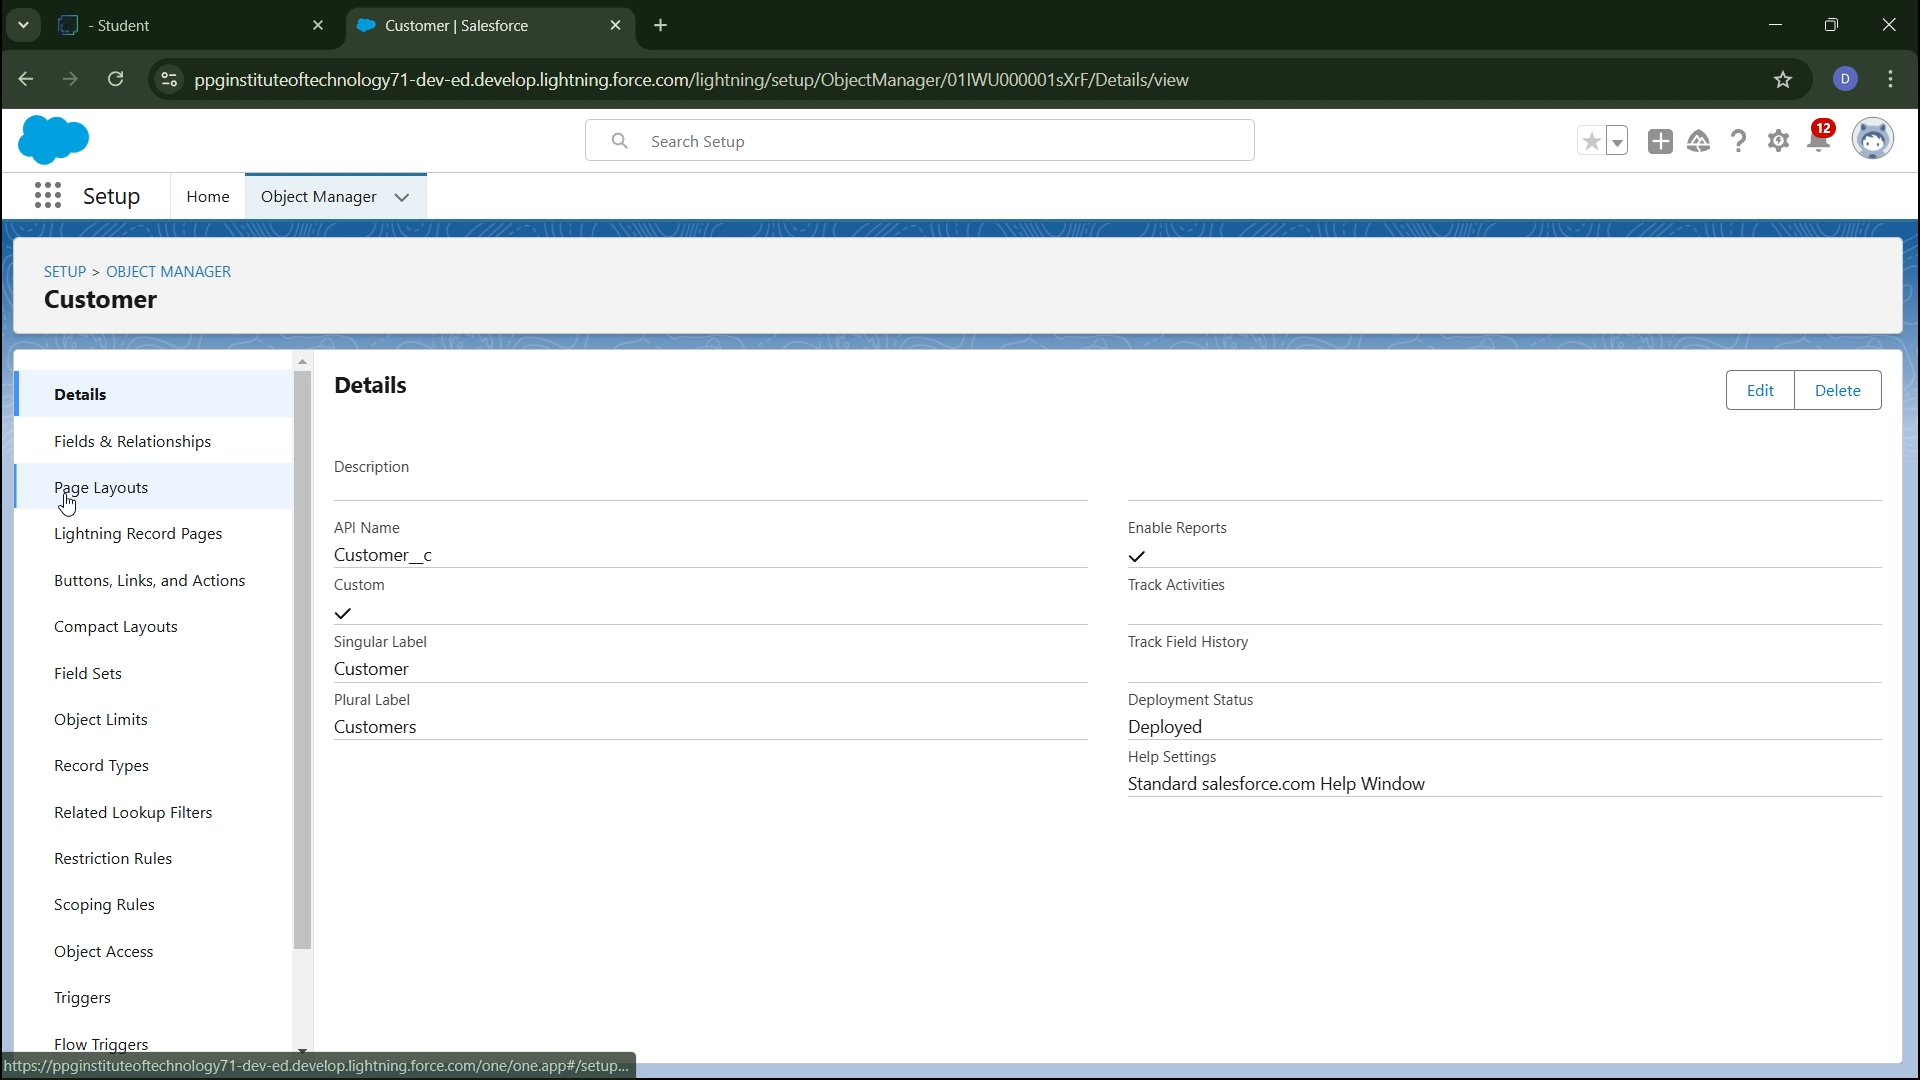 - Student
Customer | Salesforce
ppginstituteoftechnology71-dev-ed.develop.lightning.force.com/lightning/setup/ObjectManager/01IWU000001sXrF/Details/view
D
Search Setup
12
Setup
Home
Object Manager
SETUP > OBJECT MANAGER
Customer
Details
Fields & Relationships
Page Layouts
Lightning Record Pages
Buttons, Links, and Actions
Compact Layouts
Field Sets
Object Limits
Record Types
Related Lookup Filters
Restriction Rules
Scoping Rules
Object Access
Triggers
Flow Triggers
Details
Edit
Delete
Description
API Name
Customer__c
Custom
Singular Label
Customer
Plural Label
Customers
Enable Reports
Track Activities
Track Field History
Deployment Status
Deployed
Help Settings
Standard salesforce.com Help Window
https://ppginstituteoftechnology71-dev-ed.develop.lightning.force.com/one/one.app#/setup...